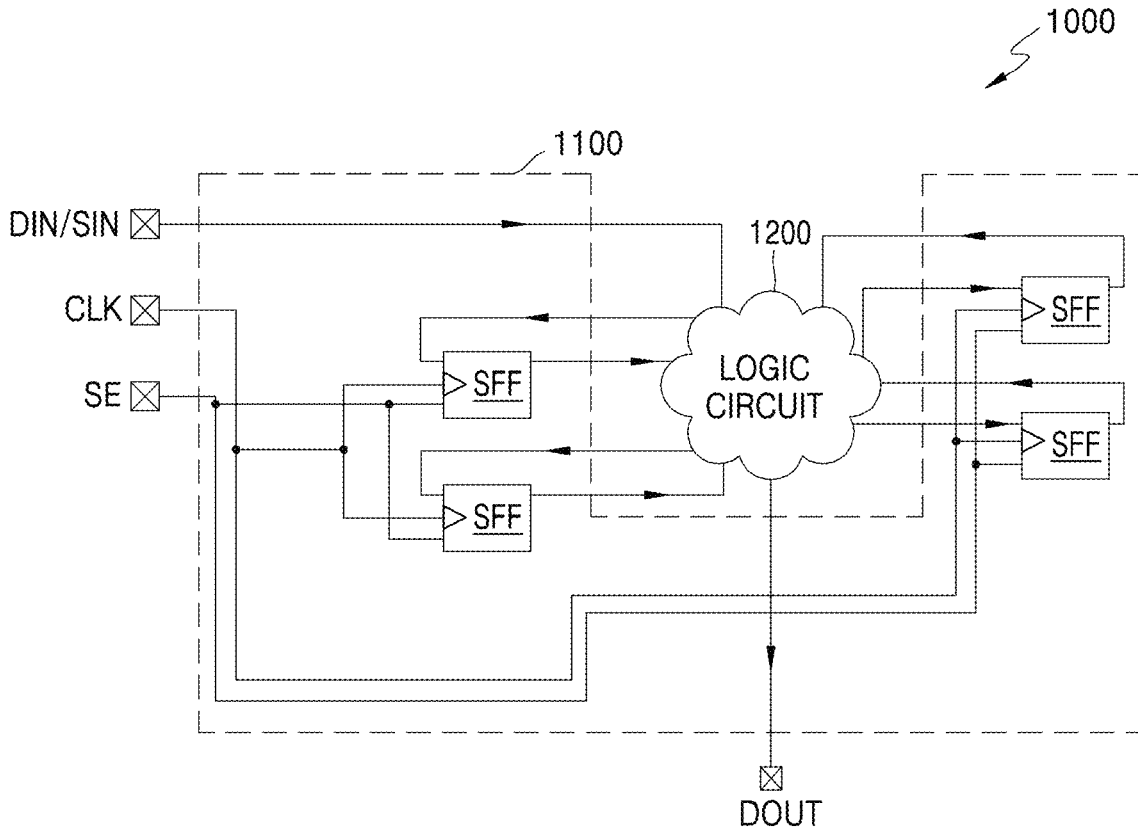 1000
1100
DIN/SIN
1200
CLK
SFF
SE
LOGIC
CIRCUIT
SFF
SFF
SFF
DOUT